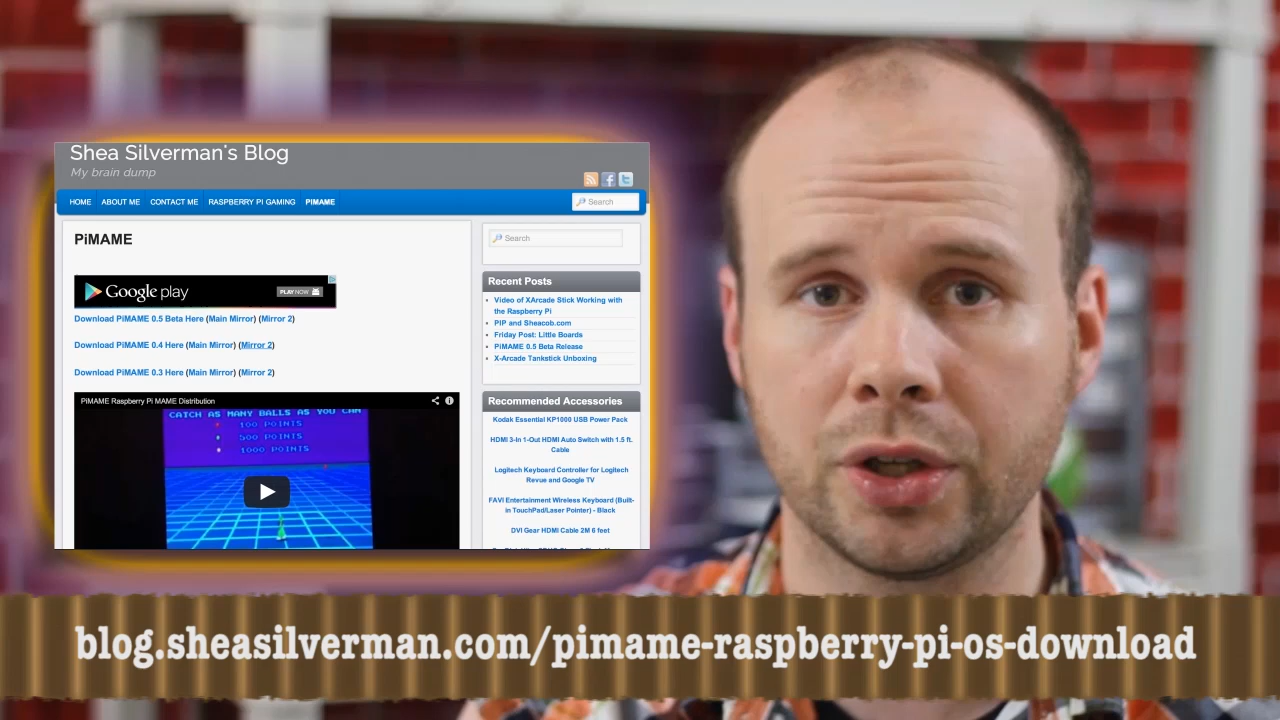 Shea Silverman's Blog
My brain dump
HOME ABOUT ME CONTACT ME RASPBERRY PI GAMING PIMAME
Search
PiMAME
Google play
PLAY NOW
Download PiMAME 0.5 Beta Here (Main Mirror) (Mirror 2)
Download PiMAME 0.4 Here (Main Mirror) (Mirror 2)
Download PiMAME 0.3 Here (Main Mirror) (Mirror 2)
PiMAME Raspberry Pi MAME Distribution
CATCH AS MANY BALLS AS YOU CAN
100 POINTS
500 POINTS
1000 POINTS
Search
Recent Posts
Video of XArcade Stick Working with
the Raspberry Pi
PIP and Sheacob.com
Friday Post: Little Boards
PiMAME 0.5 Beta Release
X-Arcade Tankstick Unboxing
Recommended Accessories
Kodak Essential KP1000 USB Power Pack
HDMI 3-In 1-Out HDMI Auto Switch with 1.5 ft.
Cable
Logitech Keyboard Controller for Logitech
Revue and Google TV
FAVI Entertainment Wireless Keyboard (Built-
in TouchPad/Laser Pointer) - Black
DVI Gear HDMI Cable 2M 6 feet
blog.sheasilverman.com/pimame-raspberry-pi-os-download